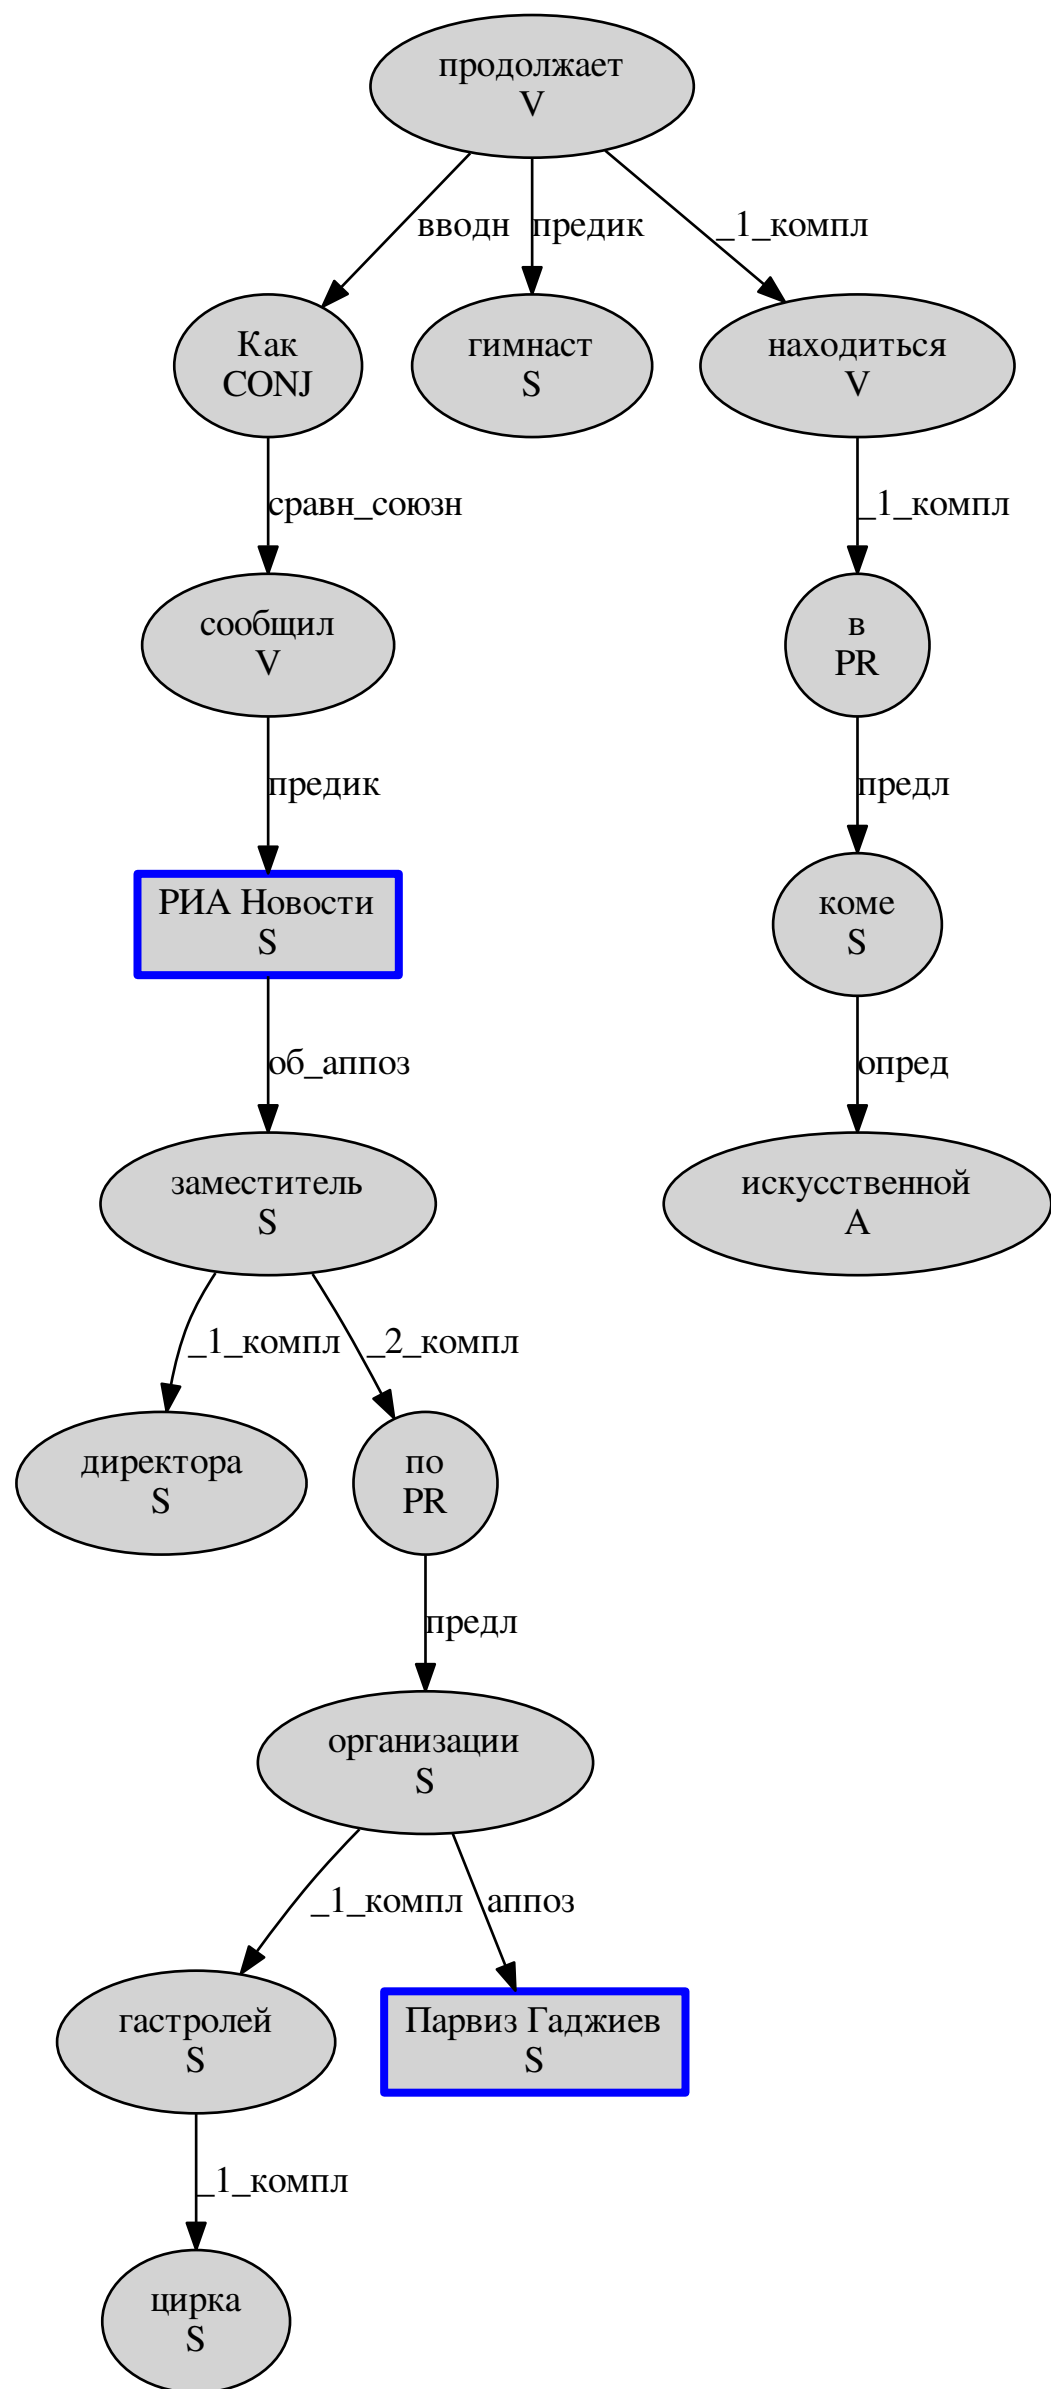 продолжает
V
вводн
предик
_1_компл
Как
CONJ
гимнаст
S
находиться
V
сравн_союзн
_1_компл
сообщил
V
в
PR
предик
предл
РИА Новости
S
коме
S
об_аппоз
опред
заместитель
S
искусственной
A
_1_компл
_2_компл
директора
S
по
PR
предл
организации
S
_1_компл
аппоз
гастролей
S
Парвиз Гаджиев
S
_1_компл
цирка
S